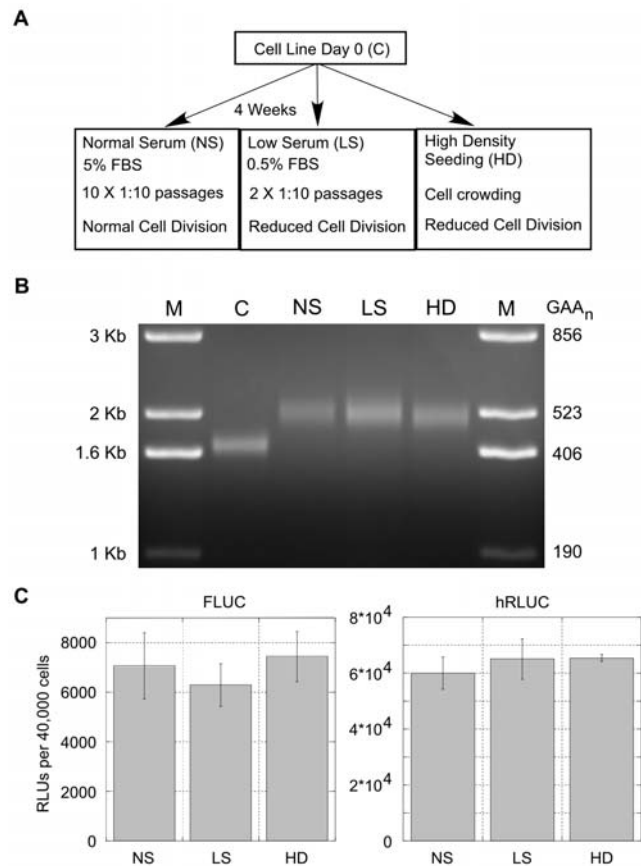 A
Cell Line Day 0 (C)
4 Weeks
Normal Serum (NS)
5% FBS
10 X 1:10 passages
Normal Cell Division
Low Serum (LS)
0.5% FBS
2 X 1:10 passages
Reduced Cell Division
High Density
Seeding (HD)
Cell crowding
Reduced Cell Division
B
M C NS LS HD M GAAn
3 Kb 856
2 Kb 523
1.6 Kb 406
1 Kb 190
C
FLUC
RLUs per 40,000 cells
8000
6000
4000
2000
0
NS LS HD
hRLUC
8*10^4
6*10^4
4*10^4
2*10^4
0
NS LS HD